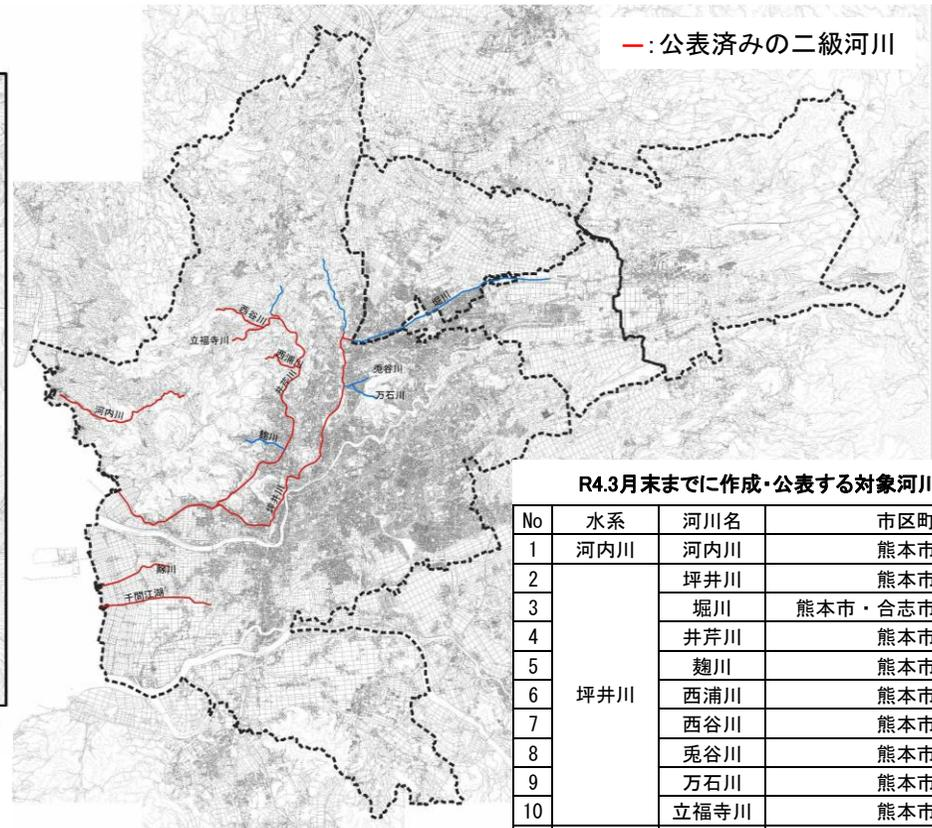 ━:公表済みの二級河川
堀川
西谷川
立福寺川
西浦川
井芹川
兎谷川
万石川
河内川
麹川
坪井川
除川
千間江湖
R4.3月末までに作成・公表する対象河川
No 水系 河川名 市区町
1 河内川 河内川 熊本市
2 坪井川 坪井川 熊本市
3 堀川 熊本市・合志市
4 井芹川 熊本市
5 麹川 熊本市
6 西浦川 熊本市
7 西谷川 熊本市
8 兎谷川 熊本市
9 万石川 熊本市
10 立福寺川 熊本市